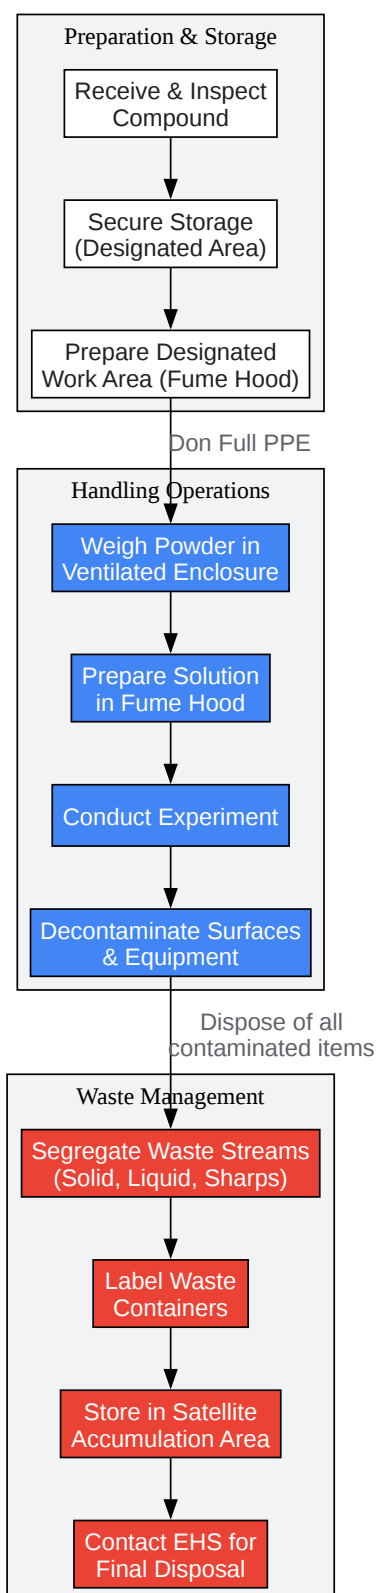 Preparation & Storage
Receive & Inspect
Compound
Secure Storage
(Designated Area)
Prepare Designated
Work Area (Fume Hood)
Don Full PPE
Handling Operations
Weigh Powder in
Ventilated Enclosure
Prepare Solution
in Fume Hood
Conduct Experiment
Decontaminate Surfaces
& Equipment
Dispose of all
contaminated items
Waste Management
Segregate Waste Streams
(Solid, Liquid, Sharps)
Label Waste
Containers
Store in Satellite
Accumulation Area
Contact EHS for
Final Disposal